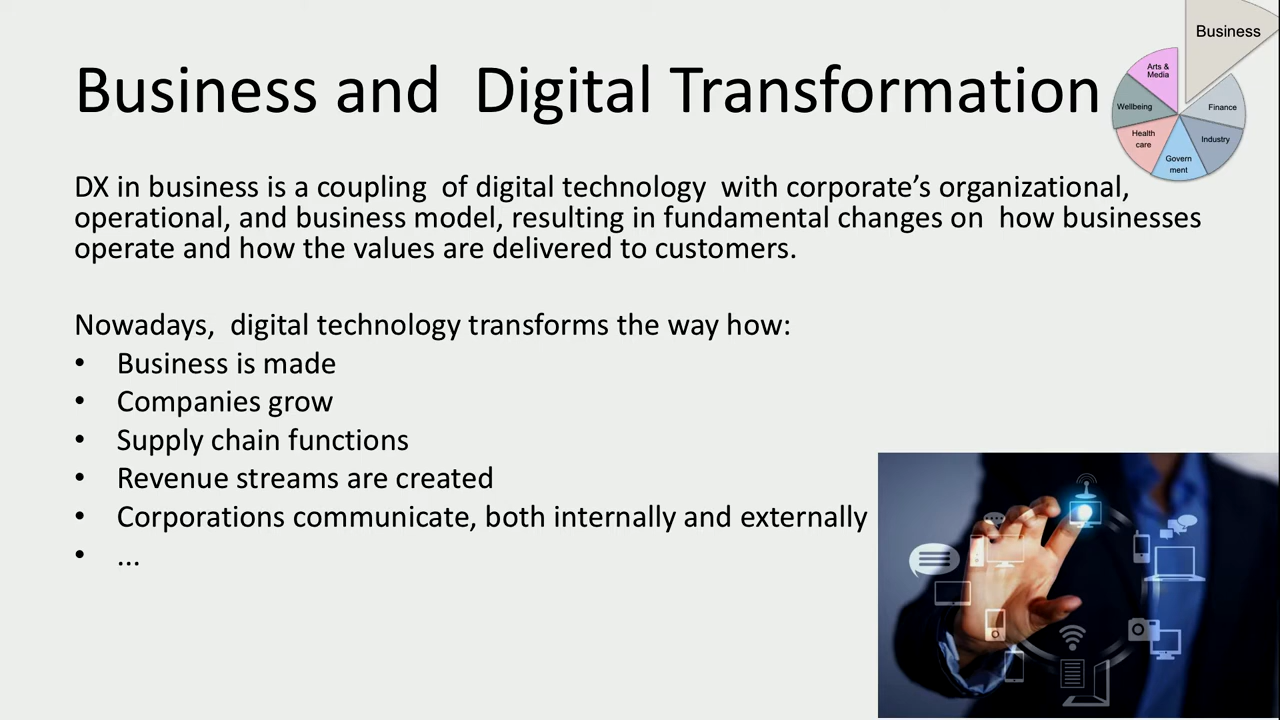 Business and  Digital Transformation
Business
Arts &
Media
Wellbeing
Finance
Health
care
Industry
Govern
ment
DX in business is a coupling  of digital technology  with corporate’s organizational,
operational, and business model, resulting in fundamental changes on  how businesses
operate and how the values are delivered to customers.
Nowadays,  digital technology transforms the way how:
• Business is made
• Companies grow
• Supply chain functions
• Revenue streams are created
• Corporations communicate, both internally and externally
• ...